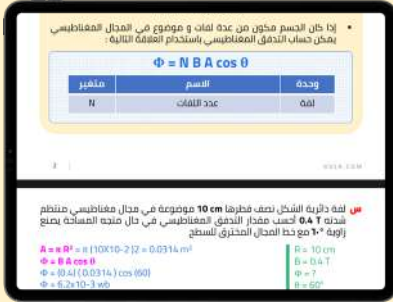 إذا كان الجسم مكون من عدة لفات و موضوع في المجال المغناطيسي
يمكن حساب التدفق المغناطيسي باستخدام العلاقة التالية :
Φ = N B A cos θ
متغير الاسم وحدة
N عدد اللفات لفة
س لفة دائرية الشكل نصف قطرها 10 cm موضوعة في مجال مغناطيسي منتظم
شدته 0.4 T أحسب مقدار التدفق المغناطيسي في حال متجه المساحة يصنع
زاوية ٦٠° مع خط المجال المخترق للسطح
A = π R² = π (10X10-2 )2 = 0.0314 m²
Φ = B A cos θ
Φ = (0.4) ( 0.0314 ) cos (60)
Φ = 6.2x10-3 wb
R = 10 cm
B = 0.4 T
Φ = ?
θ = 60°